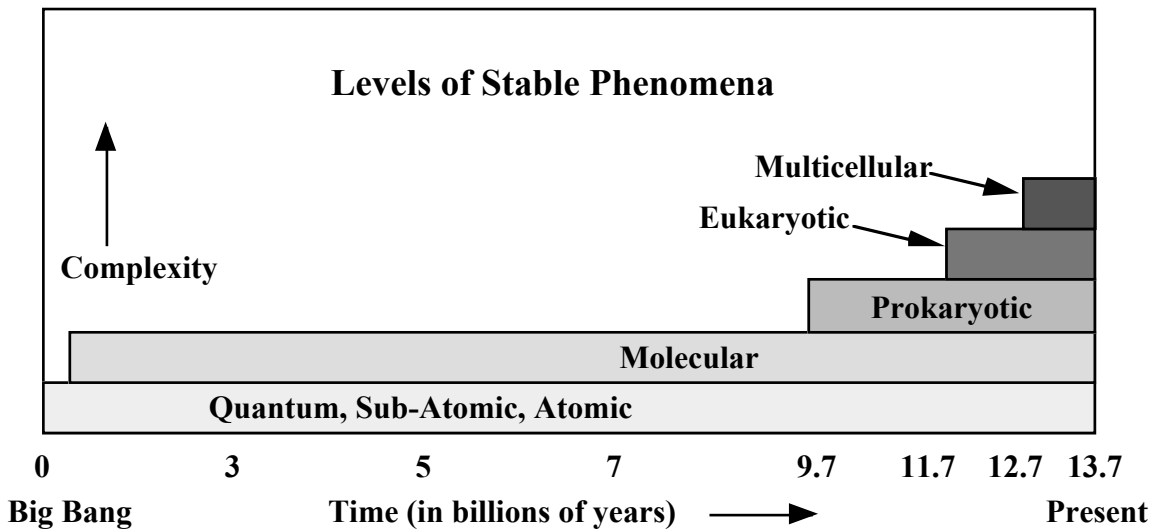 Levels of Stable Phenomena
Multicellular
Eukaryotic
Complexity
Prokaryotic
Molecular
Quantum, Sub-Atomic, Atomic
0 3 5 7 9.7 11.7 12.7 13.7
Big Bang Time (in billions of years) Present